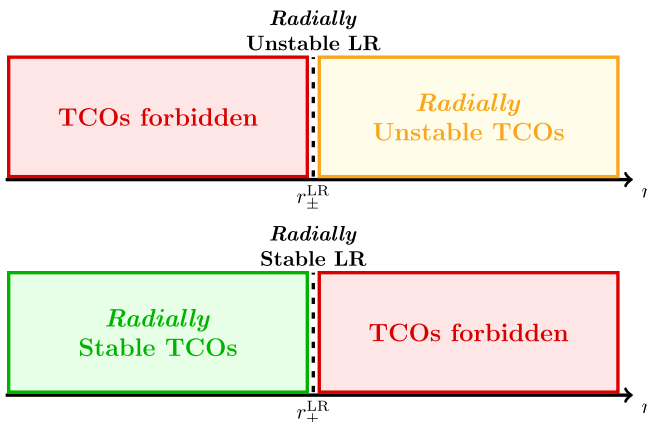 Radially
Unstable LR
TCOs forbidden
Radially
Unstable TCOs
r±LR
r
Radially
Stable LR
Radially
Stable TCOs
TCOs forbidden
r±LR
r